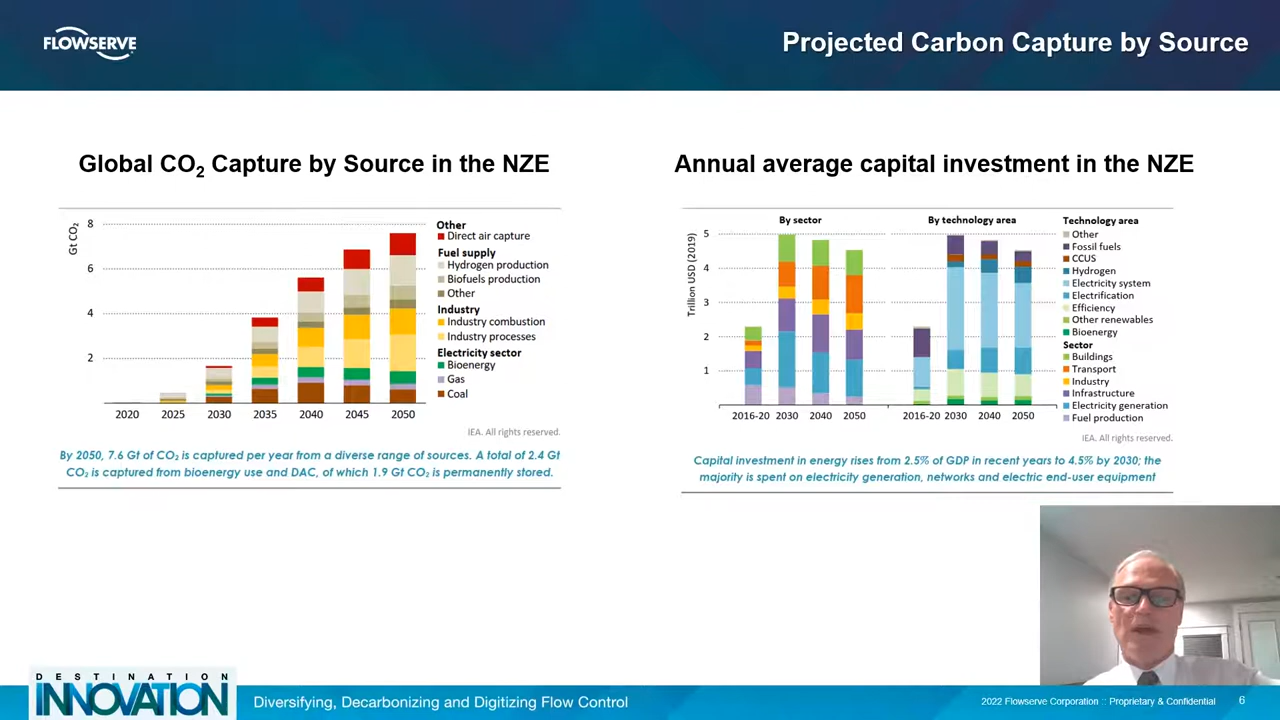 FLOWSERVE
Projected Carbon Capture by Source
Global CO₂ Capture by Source in the NZE
Gt CO₂
8
6
4
2
2020 2025 2030 2035 2040 2045 2050
Other
Direct air capture
Fuel supply
Hydrogen production
Biofuels production
Other
Industry
Industry combustion
Industry processes
Electricity sector
Bioenergy
Gas
Coal
IEA. All rights reserved.
By 2050, 7.6 Gt of CO₂ is captured per year from a diverse range of sources. A total of 2.4 Gt
CO₂ is captured from bioenergy use and DAC, of which 1.9 Gt CO₂ is permanently stored.
Annual average capital investment in the NZE
By sector
By technology area
Trillion USD (2019)
5
4
3
2
1
2016-20 2030 2040 2050
2016-20 2030 2040 2050
Technology area
Other
Fossil fuels
CCUS
Hydrogen
Electricity system
Electrification
Efficiency
Other renewables
Bioenergy
Sector
Buildings
Transport
Industry
Infrastructure
Electricity generation
Fuel production
IEA. All rights reserved.
Capital investment in energy rises from 2.5% of GDP in recent years to 4.5% by 2030; the
majority is spent on electricity generation, networks and electric end-user equipment
DESTINATION
INNOVATION
Diversifying, Decarbonizing and Digitizing Flow Control
2022 Flowserve Corporation :: Proprietary & Confidential 6